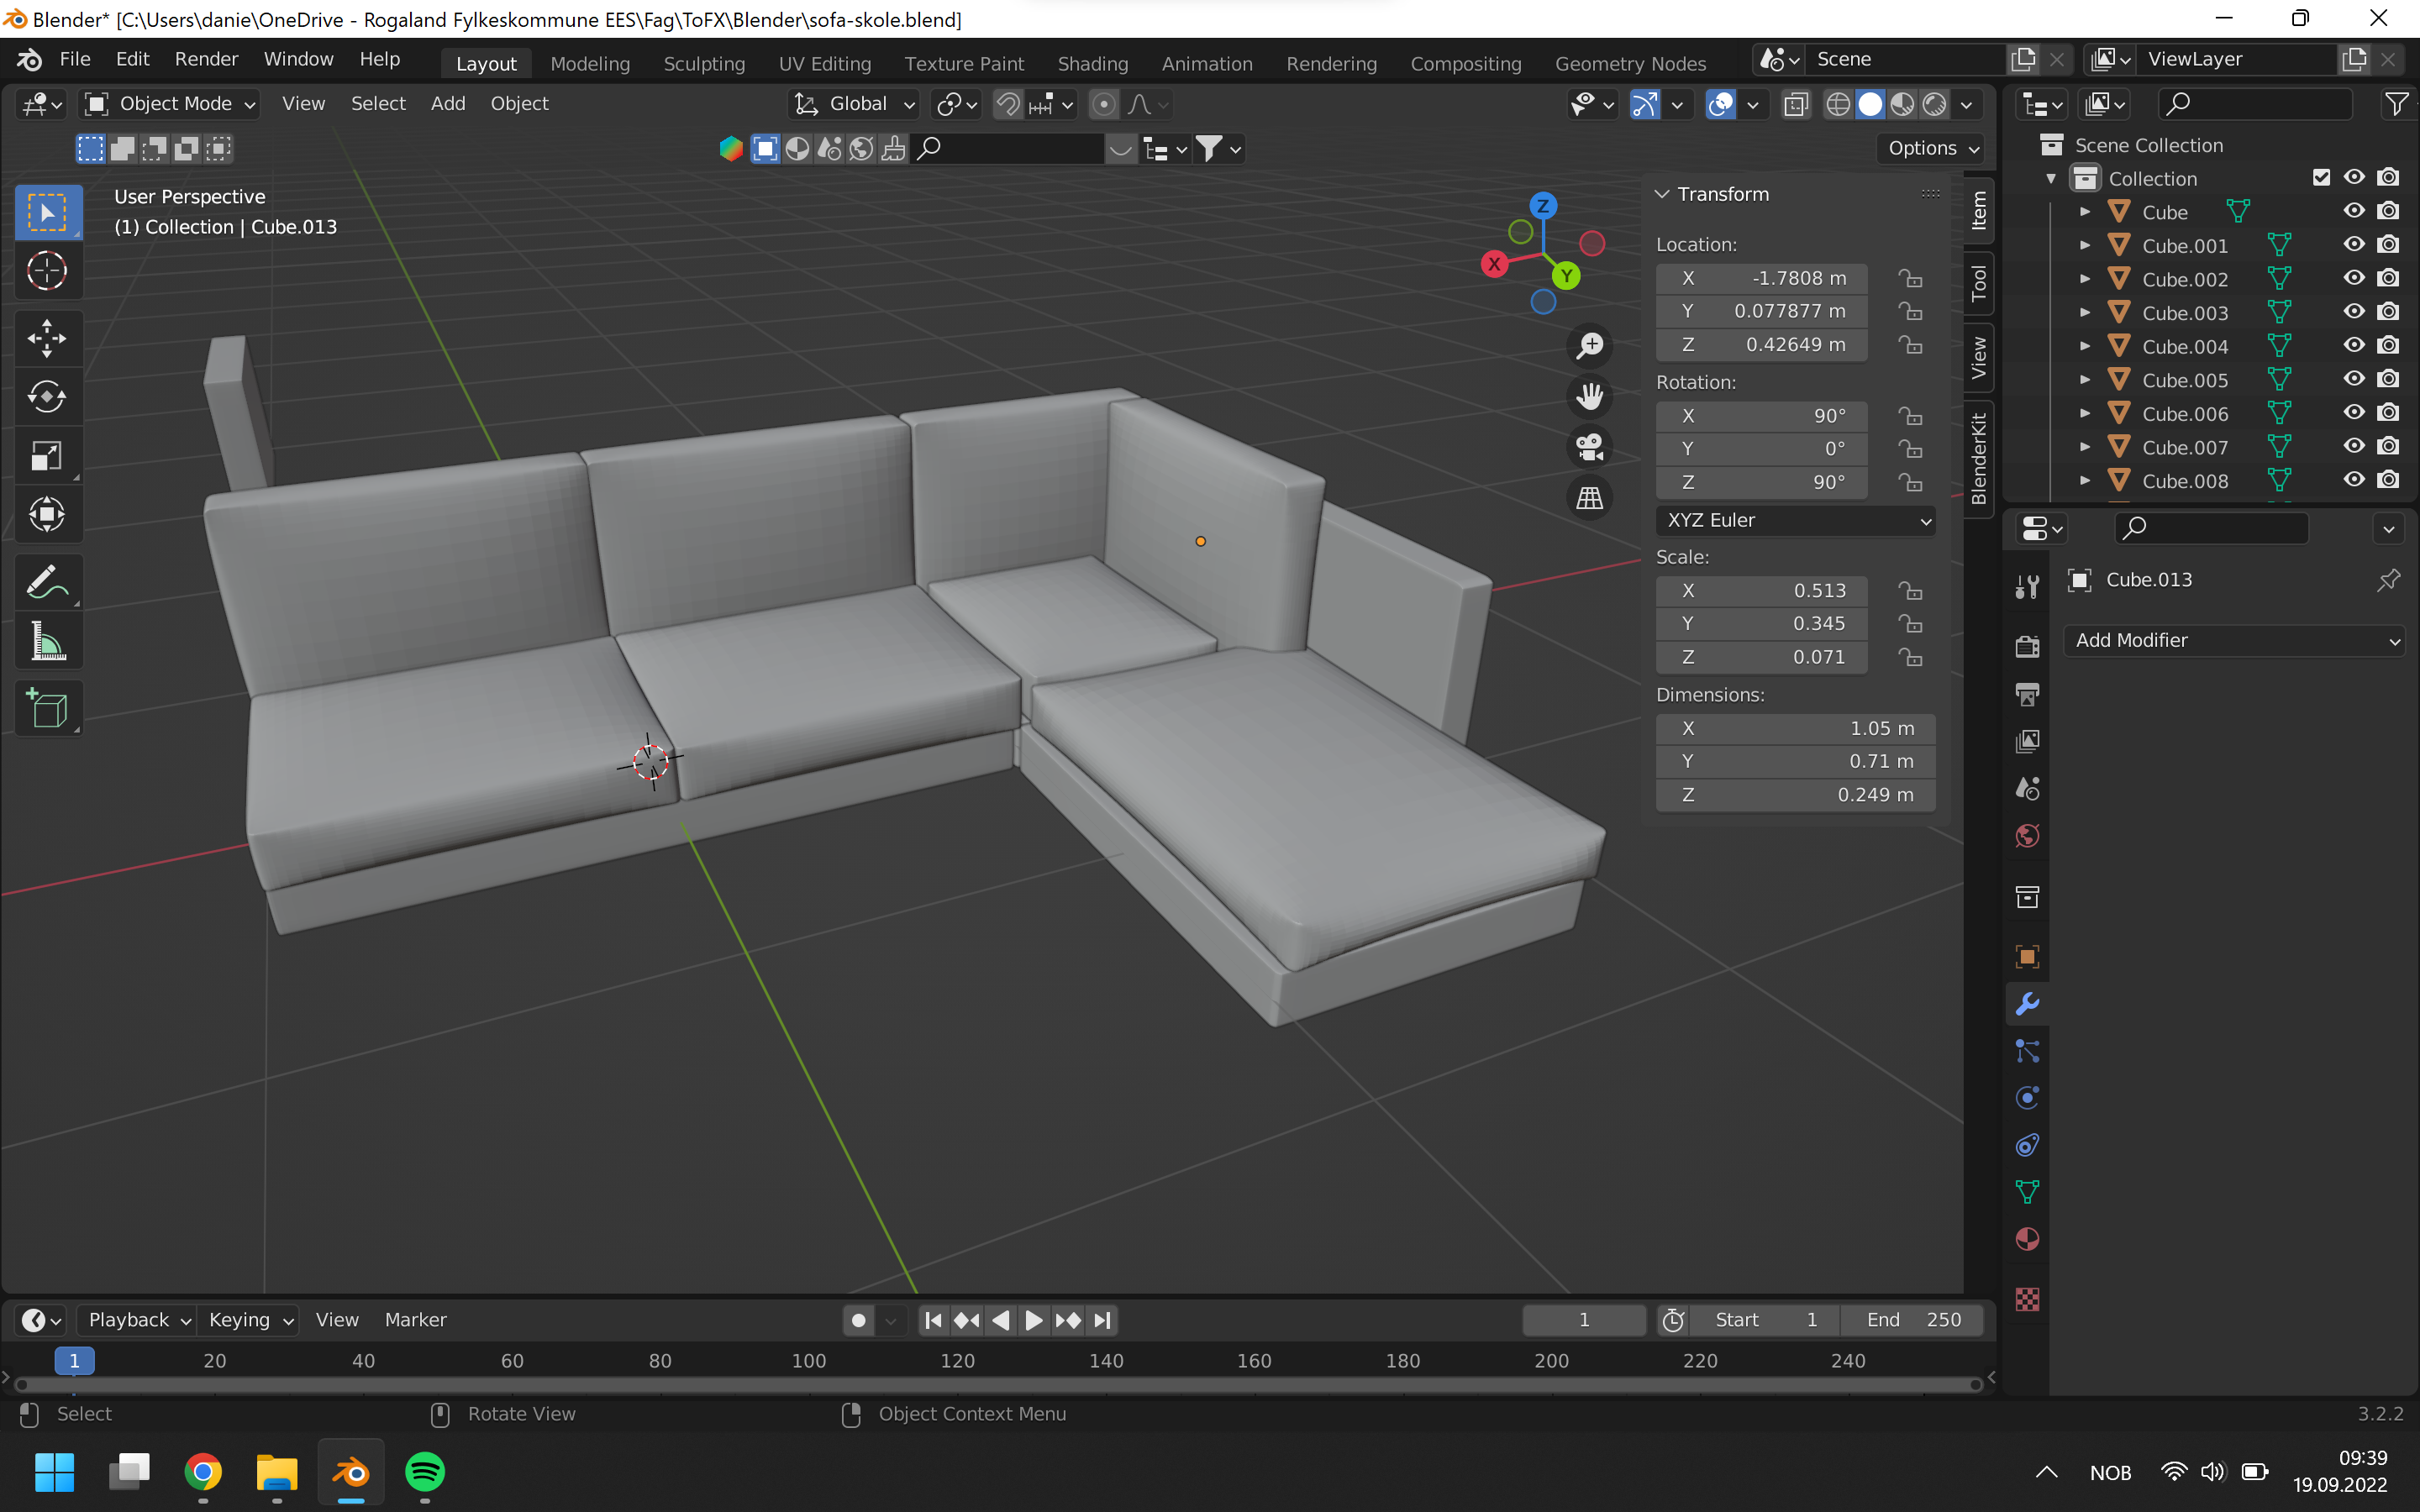 Blender* [C:\Users\danie\OneDrive - Rogaland Fylkeskommune EES\Fag\ToFX\Blender\sofa-skole.blend]
File Edit Render Window Help Layout Modeling Sculpting UV Editing Texture Paint Shading Animation Rendering Compositing Geometry Nodes Scene ViewLayer
Object Mode View Select Add Object Global
Options
User Perspective
(1) Collection | Cube.013
Z
X
Y
Transform
Location:
X -1.7808 m
Y 0.077877 m
Z 0.42649 m
Rotation:
X 90°
Y 0°
Z 90°
XYZ Euler
Scale:
X 0.513
Y 0.345
Z 0.071
Dimensions:
X 1.05 m
Y 0.71 m
Z 0.249 m
Item
Tool
View
BlenderKit
Scene Collection
Collection
Cube
Cube.001
Cube.002
Cube.003
Cube.004
Cube.005
Cube.006
Cube.007
Cube.008
Cube.013
Add Modifier
Playback Keying View Marker 1 Start 1 End 250
1 20 40 60 80 100 120 140 160 180 200 220 240
Select Rotate View Object Context Menu 3.2.2
NOB
09:39
19.09.2022